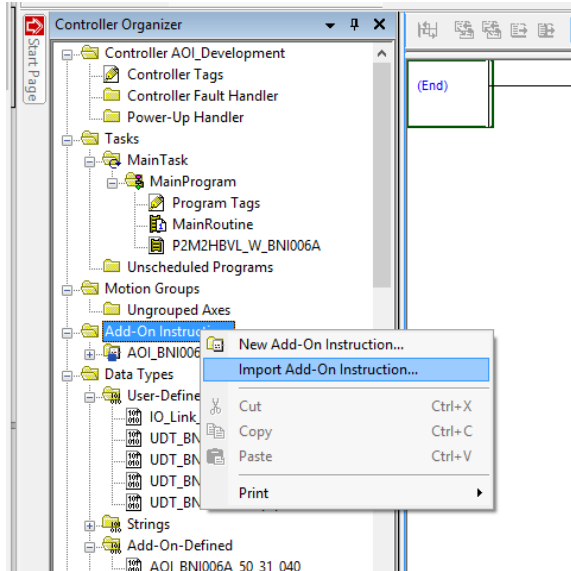 Controller Organizer
Start Page
Controller AOI_Development
Controller Tags
Controller Fault Handler
Power-Up Handler
Tasks
MainTask
MainProgram
Program Tags
MainRoutine
P2M2HBVL_W_BNI006A
Unscheduled Programs
Motion Groups
Ungrouped Axes
Add-On Instruc
AOI_BNI006
Data Types
User-Define
IO_Link_
UDT_BN
UDT_BN
UDT_BN
UDT_BN
Strings
Add-On-Defined
AOI_BNI006A_50_31_040
New Add-On Instruction...
Import Add-On Instruction...
Cut Ctrl+X
Copy Ctrl+C
Paste Ctrl+V
Print
(End)